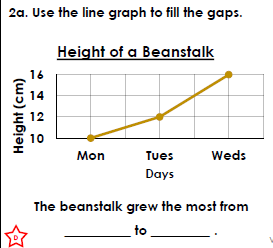 2a. Use the line graph to fill the gaps.
Height of a Beanstalk
Height (cm)
16
14
12
10
Mon Tues Weds
Days
The beanstalk grew the most from
__________ to __________ .
D